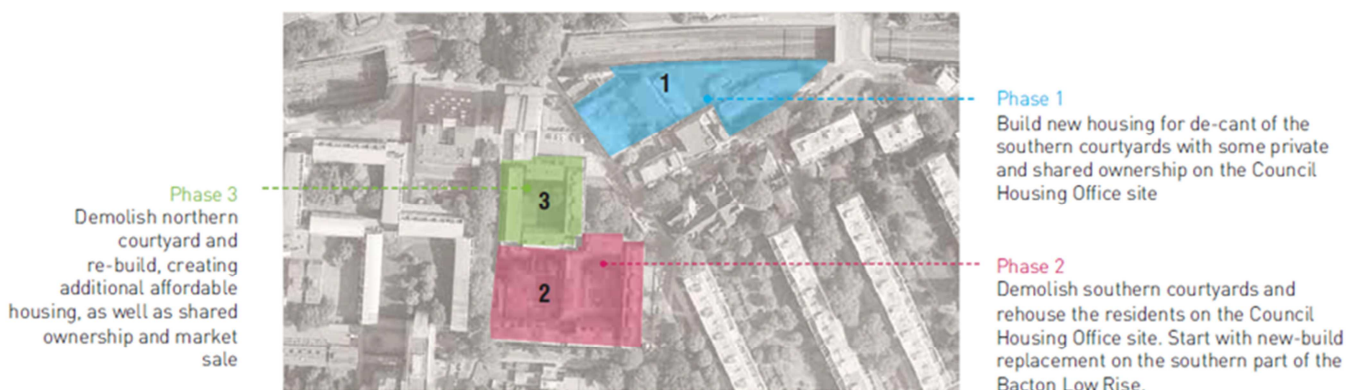 Phase 3
Demolish northern
courtyard and
re-build, creating
additional affordable
housing, as well as shared
ownership and market
sale
1
3
2
Phase 1
Build new housing for de-cant of the
southern courtyards with some private
and shared ownership on the Council
Housing Office site
Phase 2
Demolish southern courtyards and
rehouse the residents on the Council
Housing Office site. Start with new-build
replacement on the southern part of the
Bacton Low Rise.